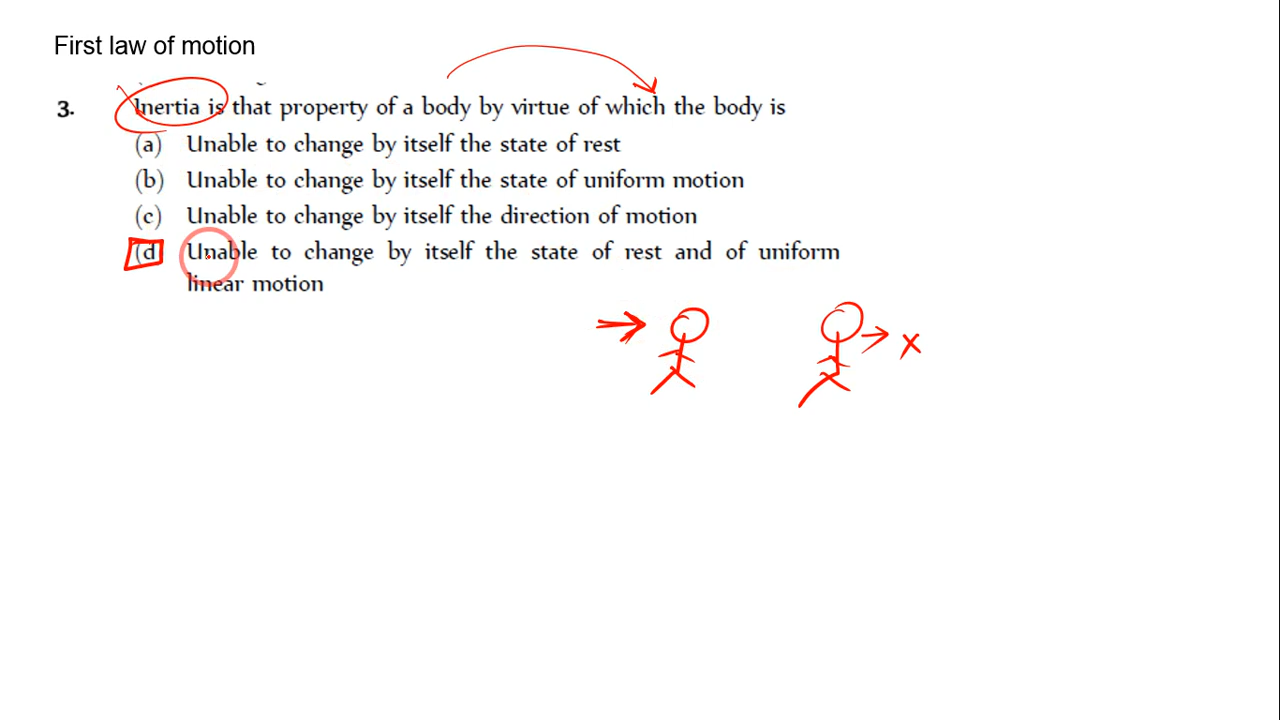 First law of motion
3. Inertia is that property of a body by virtue of which the body is
(a) Unable to change by itself the state of rest
(b) Unable to change by itself the state of uniform motion
(c) Unable to change by itself the direction of motion
(d) Unable to change by itself the state of rest and of uniform
linear motion
x